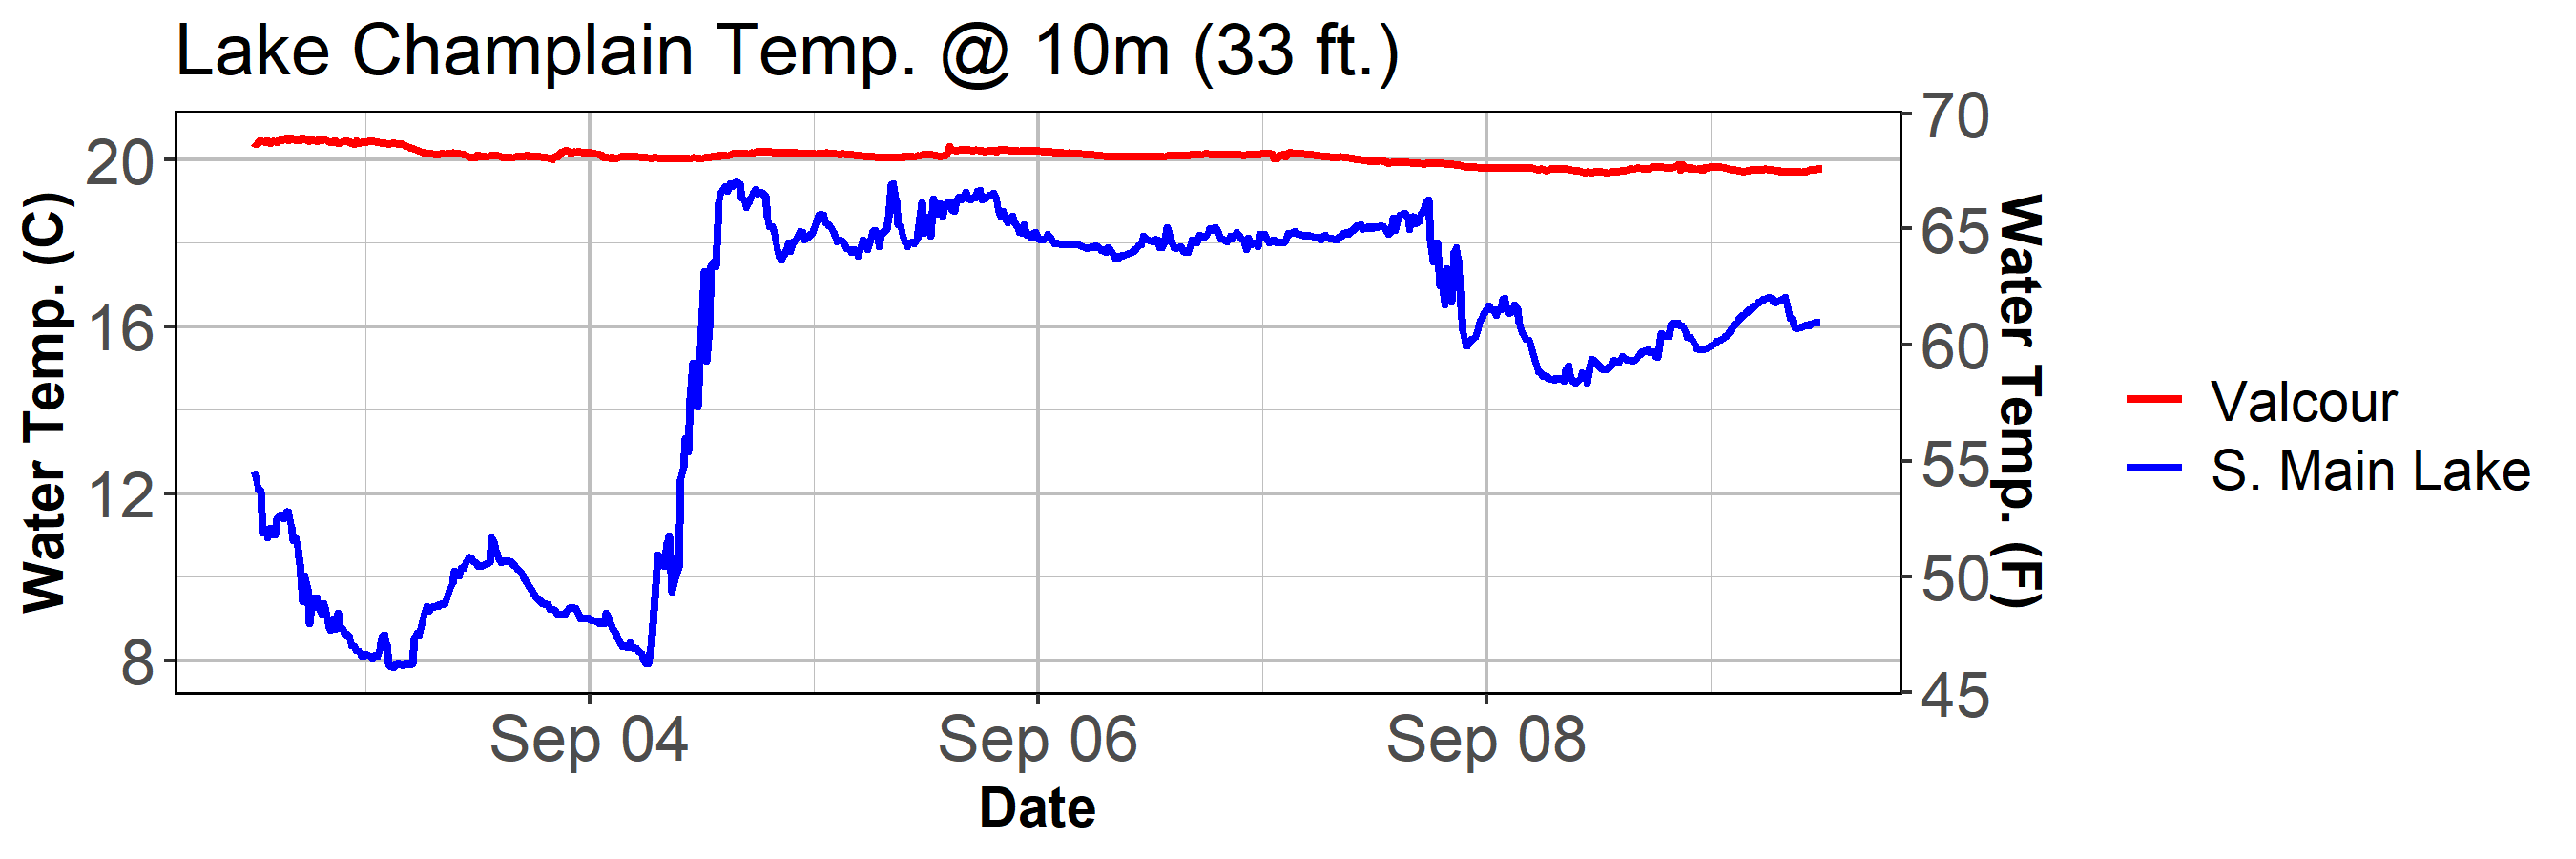 Lake Champlain Temp. @ 10m (33 ft.)
Water Temp. (C)
20
16
12
8
70
65
60
55
50
45
Water Temp. (F)
Sep 04
Sep 06
Sep 08
Date
Valcour
S. Main Lake